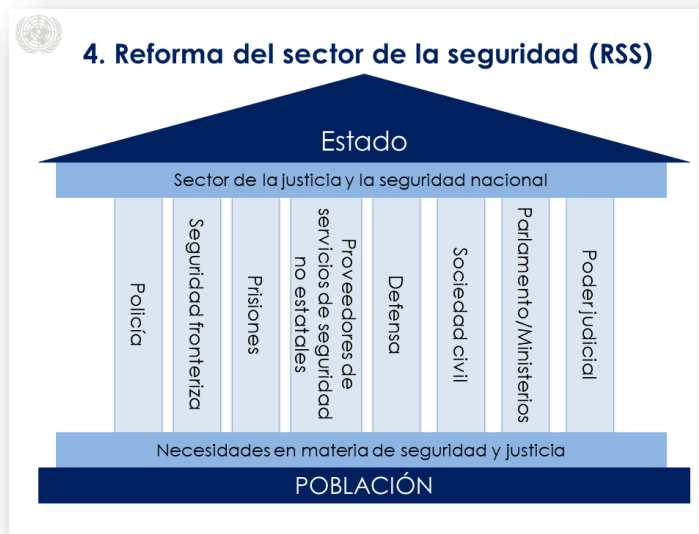 4. Reforma del sector de la seguridad (RSS)
Estado
Sector de la justicia y la seguridad nacional
Policía
Seguridad fronteriza
Prisiones
Proveedores de
servicios de seguridad
no estatales
Defensa
Sociedad civil
Parlamento/Ministerios
Poder judicial
Necesidades en materia de seguridad y justicia
POBLACIÓN